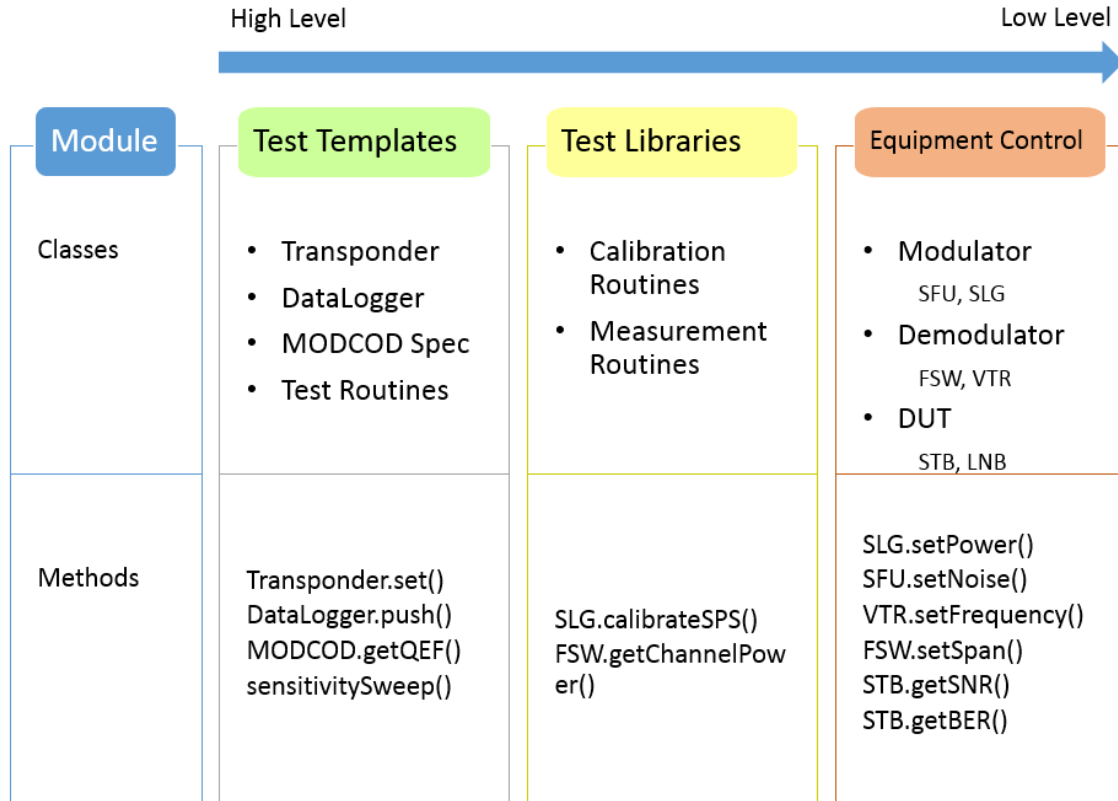 High Level
Low Level
Module
Test Templates
Test Libraries
Equipment Control
Classes
• Transponder
• DataLogger
• MODCOD Spec
• Test Routines
• Calibration
Routines
• Measurement
Routines
• Modulator
SFU, SLG
• Demodulator
FSW, VTR
• DUT
STB, LNB
Methods
Transponder.set()
DataLogger.push()
MODCOD.getQEF()
sensitivitySweep()
SLG.calibrateSPS()
FSW.getChannelPow
er()
SLG.setPower()
SFU.setNoise()
VTR.setFrequency()
FSW.setSpan()
STB.getSNR()
STB.getBER()